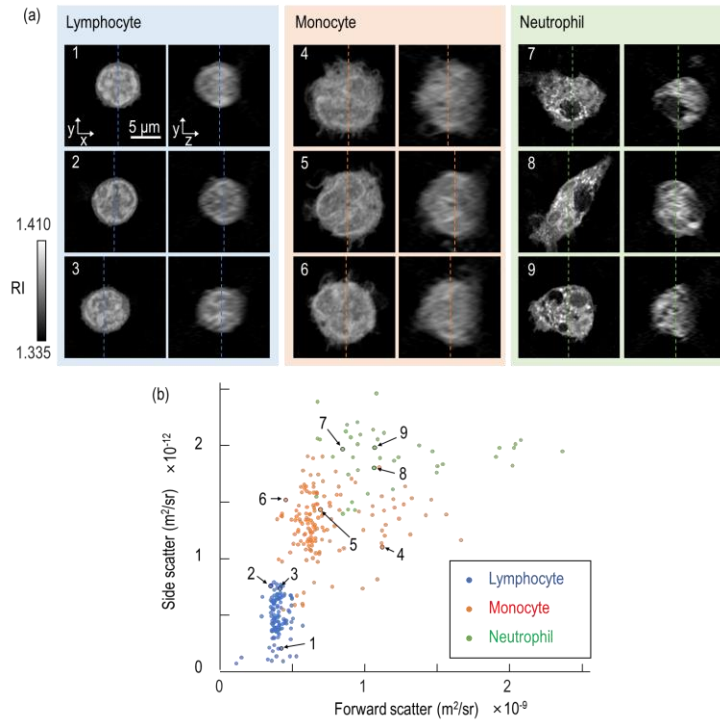 (a)
Lymphocyte
Monocyte
Neutrophil
1
4
7
y
x
5 µm
y
z
2
5
8
1.410
RI
1.335
3
6
9
(b)
Side scatter (m²/sr) ×10⁻¹²
2
1
0
7
9
8
6
5
4
2
3
1
Lymphocyte
Monocyte
Neutrophil
0
1
2
Forward scatter (m²/sr) ×10⁻⁹